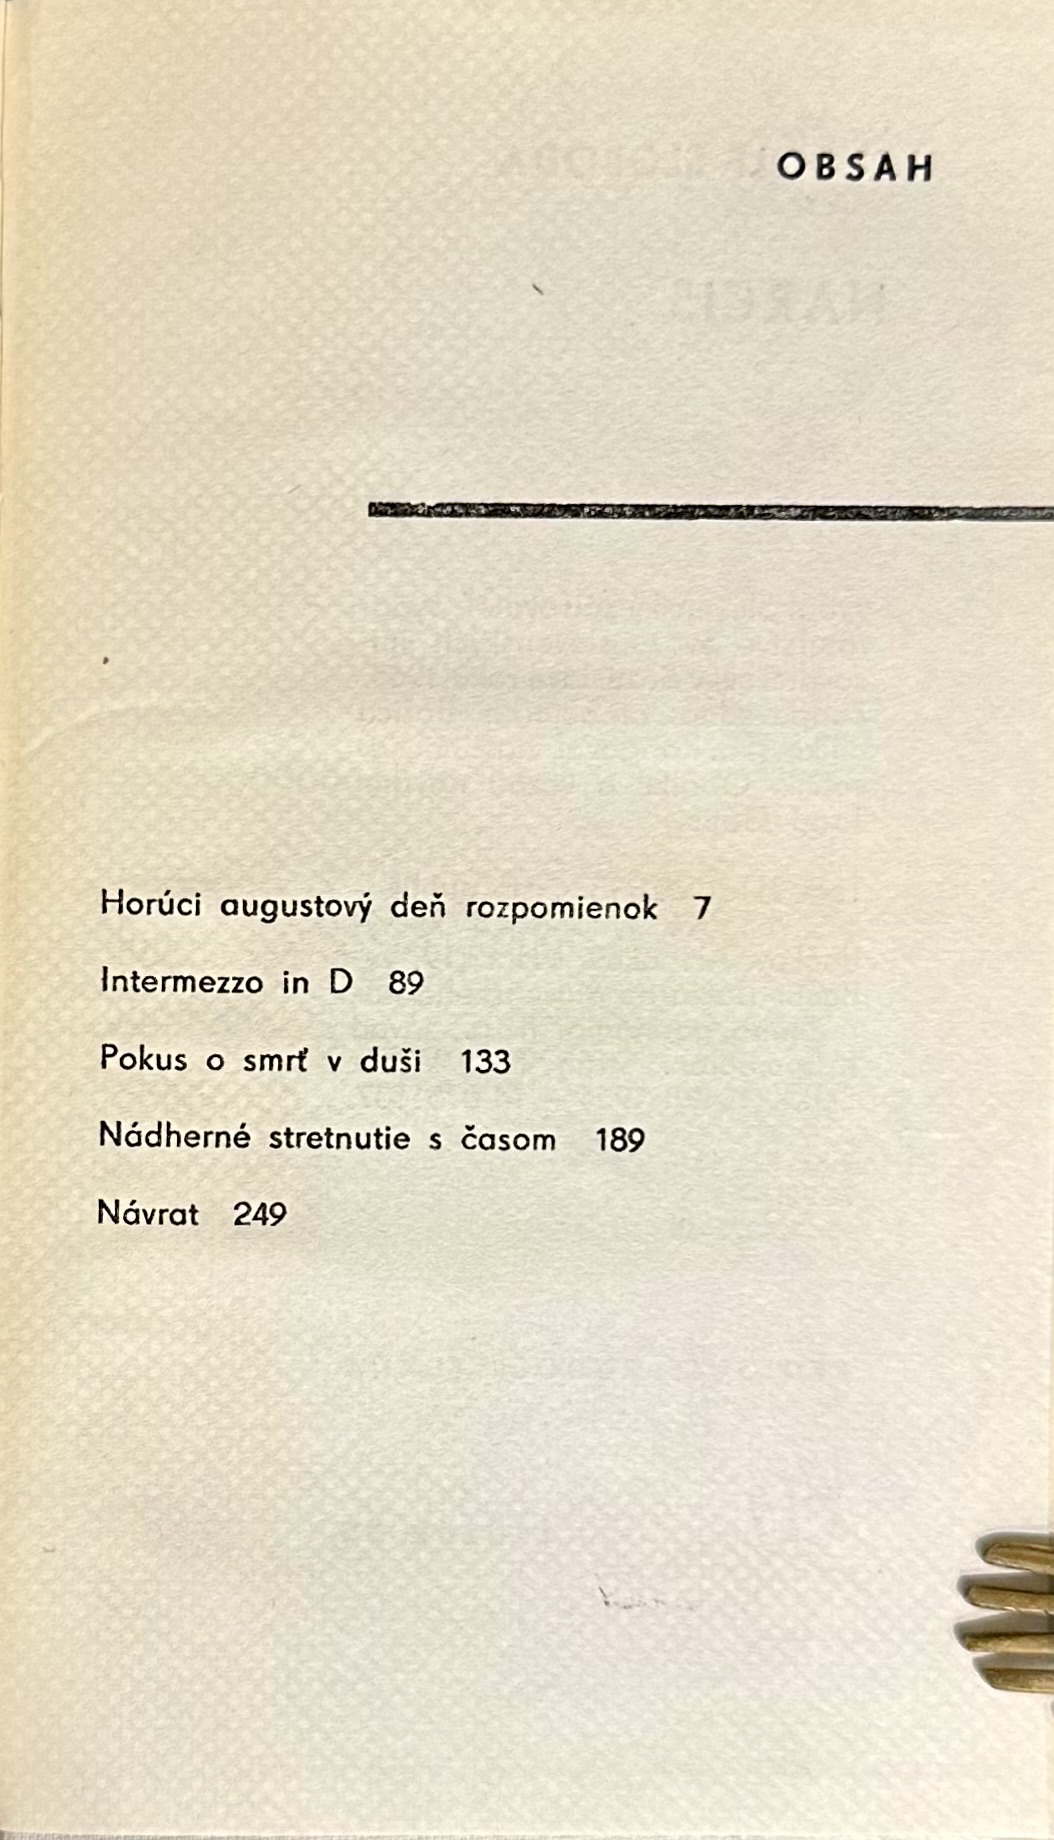 OBSAH
Horúci augustový deň rozpomienok 7
Intermezzo in D 89
Pokus o smrť v duši 133
Nádherné stretnutie s časom 189
Návrat 249